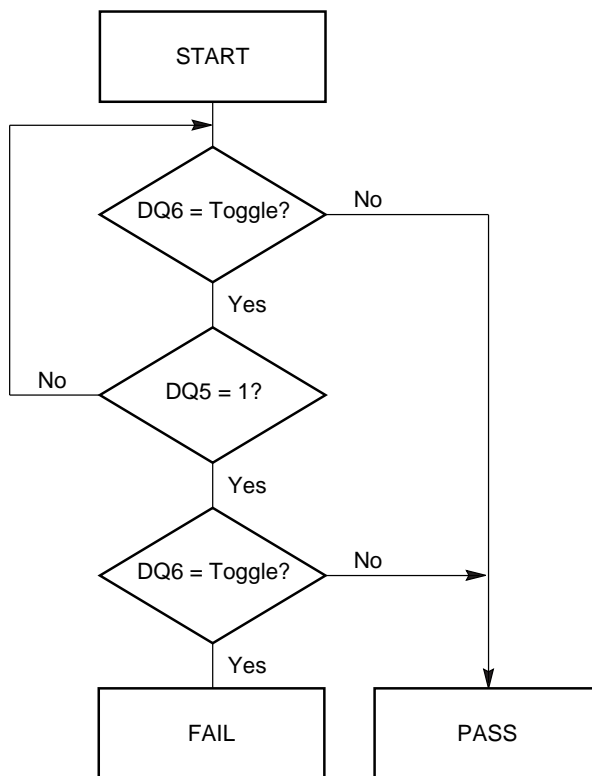 START
DQ6 = Toggle?
No
Yes
No
DQ5 = 1?
Yes
DQ6 = Toggle?
No
Yes
FAIL
PASS